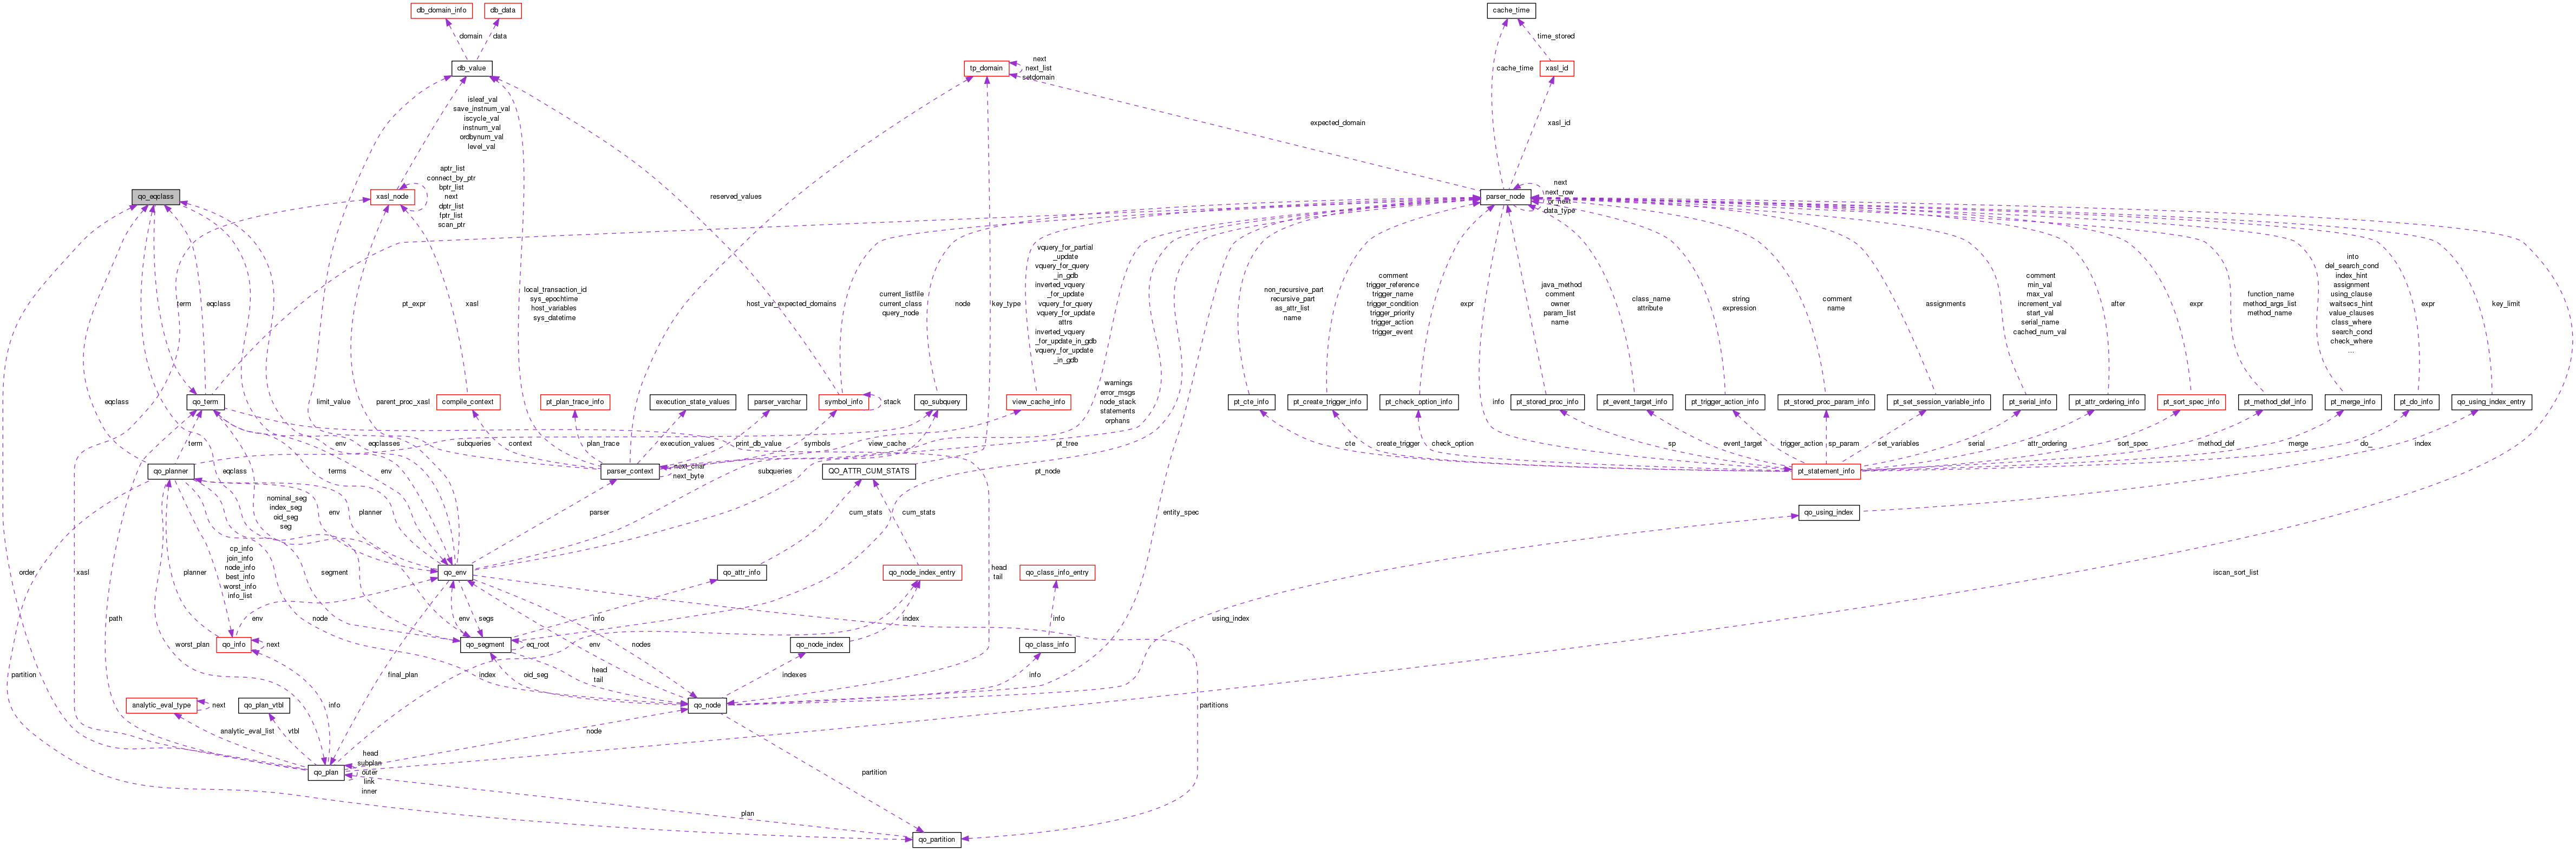 db_domain_info
db_data
cache_time
domain
data
time_stored
db_value
tp_domain
next
next_list
setdomain
cache_time
xasl_id
isleaf_val
save_instnum_val
iscycle_val
instnum_val
ordbynum_val
level_val
expected_domain
xasl_id
qo_eqclass
xasl_node
aptr_list
connect_by_ptr
bptr_list
next
dptr_list
fptr_list
scan_ptr
reserved_values
parser_node
next
next_row
or_next
data_type
term
eqclass
pt_expr
xasl
local_transaction_id
sys_epochtime
host_variables
sys_datetime
host_var_expected_domains
current_listfile
current_class
query_node
node
key_type
vquery_for_partial
_update
vquery_for_query
_in_gdb
inverted_vquery
_for_update
vquery_for_query
vquery_for_update
attrs
inverted_vquery
_for_update_in_gdb
vquery_for_update
_in_gdb
non_recursive_part
recursive_part
as_attr_list
name
comment
trigger_reference
trigger_name
trigger_condition
trigger_priority
trigger_action
trigger_event
expr
java_method
comment
owner
param_list
name
class_name
attribute
string
expression
comment
name
assignments
comment
min_val
max_val
increment_val
start_val
serial_name
cached_num_val
after
expr
function_name
method_args_list
method_name
into
del_search_cond
index_hint
assignment
using_clause
waitsecs_hint
value_clauses
class_where
search_cond
check_where
...
expr
key_limit
eqclass
qo_term
limit_value
parent_proc_xasl
compile_context
pt_plan_trace_info
execution_state_values
parser_varchar
symbol_info
stack
qo_subquery
view_cache_info
warnings
error_msgs
node_stack
statements
orphans
info
pt_cte_info
pt_create_trigger_info
pt_check_option_info
pt_stored_proc_info
pt_event_target_info
pt_trigger_action_info
pt_stored_proc_param_info
pt_set_session_variable_info
pt_serial_info
pt_attr_ordering_info
pt_sort_spec_info
pt_method_def_info
pt_merge_info
pt_do_info
qo_using_index_entry
term
env
eqclasses
subqueries
context
plan_trace
execution_values
print_db_value
symbols
view_cache
pt_tree
cte
create_trigger
check_option
sp
event_target
trigger_action
sp_param
set_variables
serial
attr_ordering
sort_spec
method_def
merge
do_
index
qo_planner
eqclass
terms
env
parser_context
next_char
next_byte
subqueries
QO_ATTR_CUM_STATS
pt_node
pt_statement_info
nominal_seg
index_seg
oid_seg
seg
env
planner
parser
cum_stats
cum_stats
entity_spec
qo_using_index
order
xasl
planner
cp_info
join_info
node_info
best_info
worst_info
info_list
segment
qo_env
qo_attr_info
qo_node_index_entry
head
tail
qo_class_info_entry
iscan_sort_list
path
env
node
env
segs
info
env
nodes
index
info
using_index
partition
worst_plan
qo_info
next
final_plan
qo_segment
eq_root
qo_node_index
qo_class_info
index
head
tail
oid_seg
indexes
info
analytic_eval_type
next
qo_plan_vtbl
info
qo_node
partitions
analytic_eval_list
vtbl
node
qo_plan
head
subplan
outer
link
inner
partition
plan
qo_partition